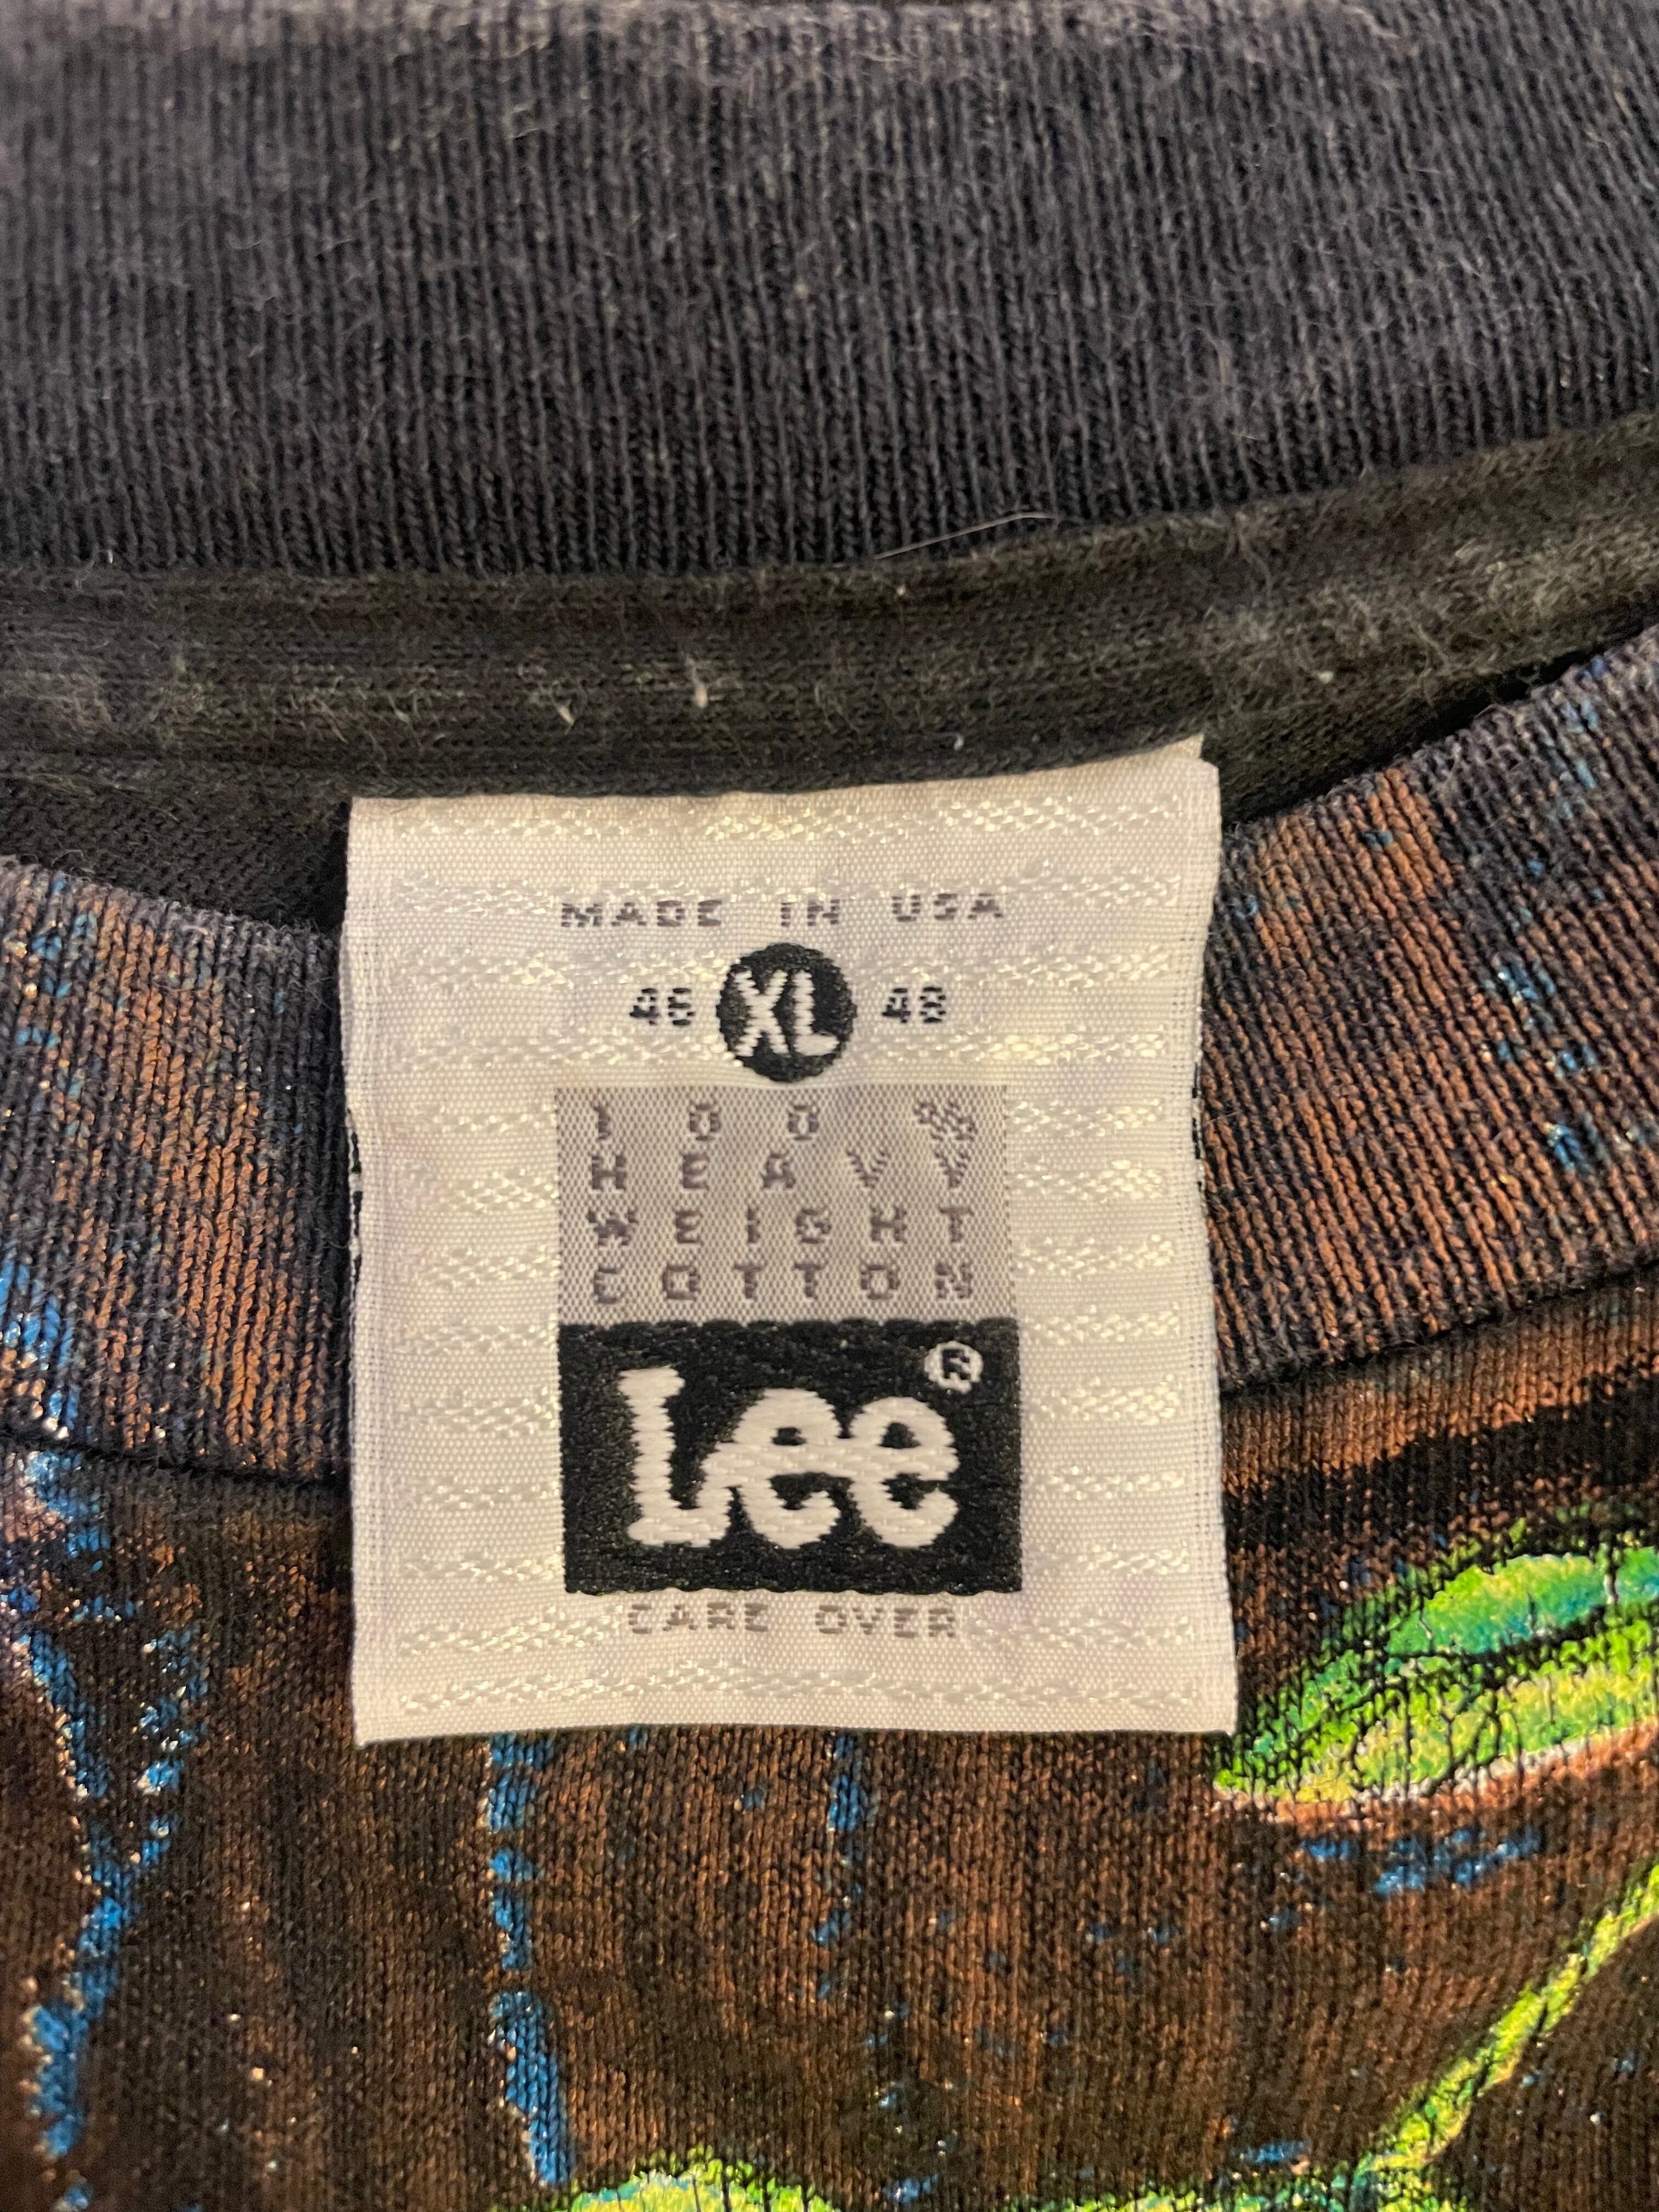 MADE IN USA
46 XL 48
100%
HEAVY
WEIGHT
COTTON
Lee®
CARE OVER